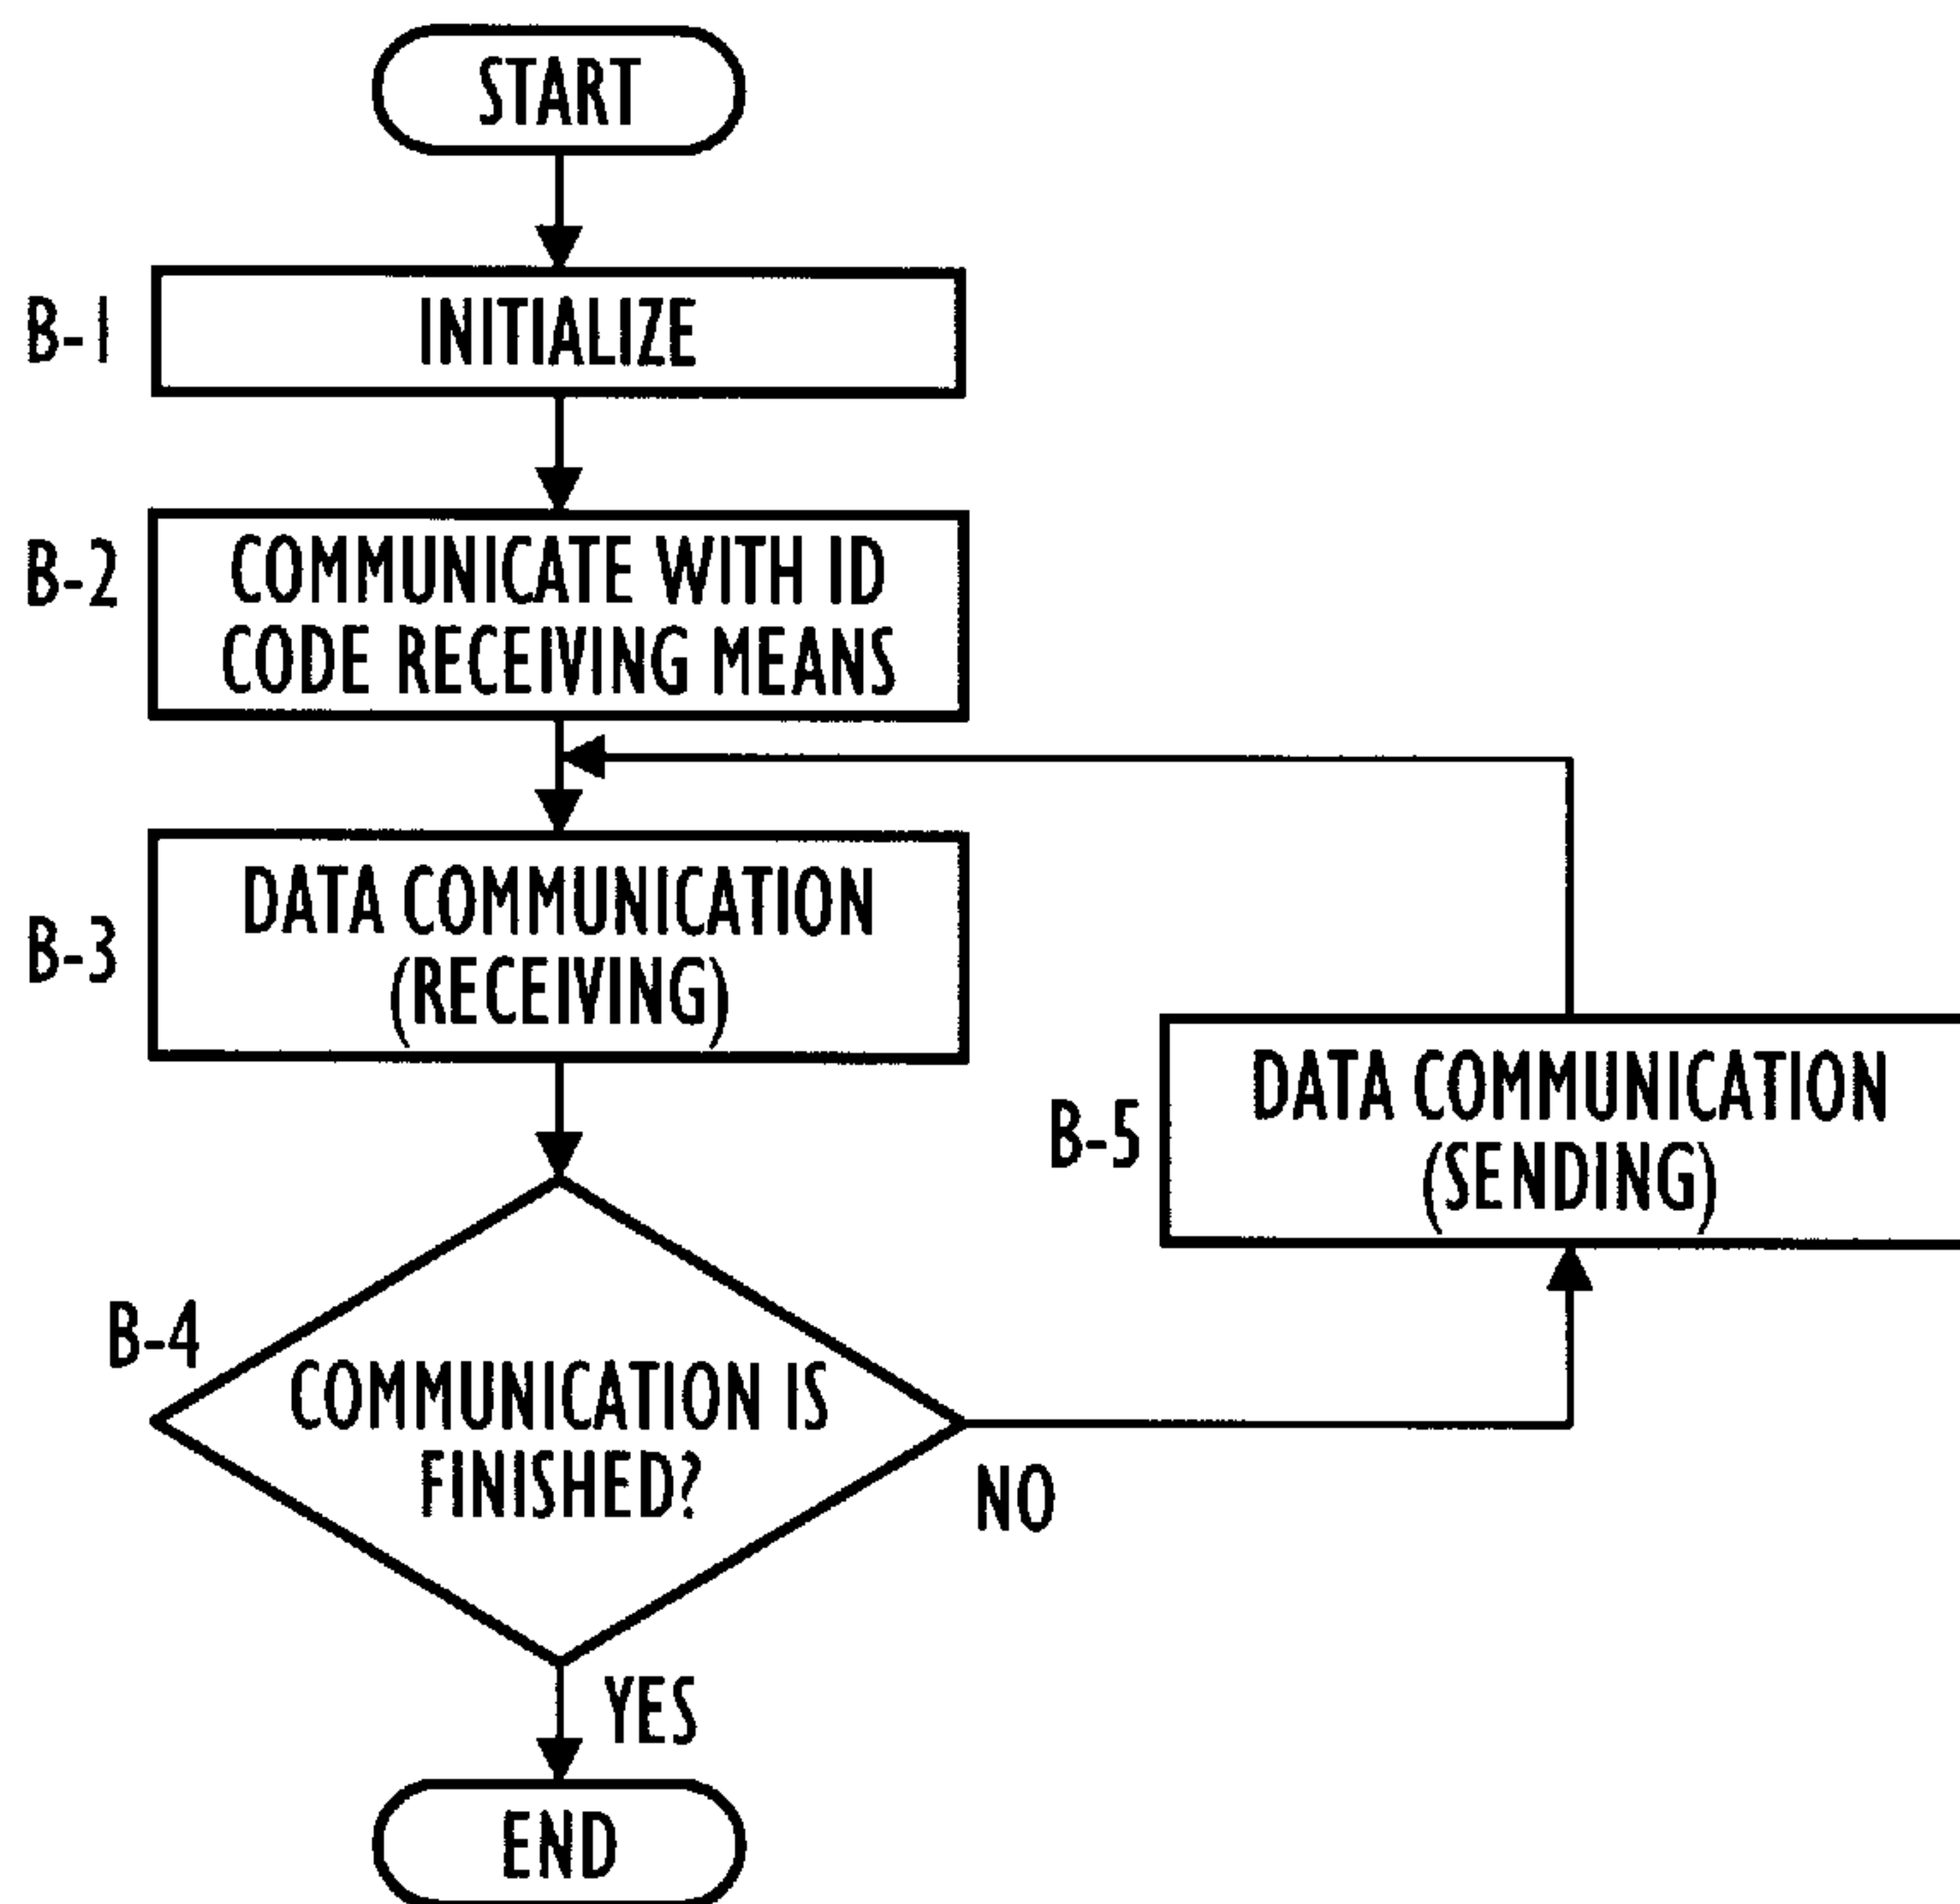 START
B-1
INITIALIZE
B-2
COMMUNICATE WITH ID
CODE RECEIVING MEANS
B-3
DATA COMMUNICATION
(RECEIVING)
B-5
DATA COMMUNICATION
(SENDING)
B-4
COMMUNICATION IS
FINISHED?
NO
YES
END